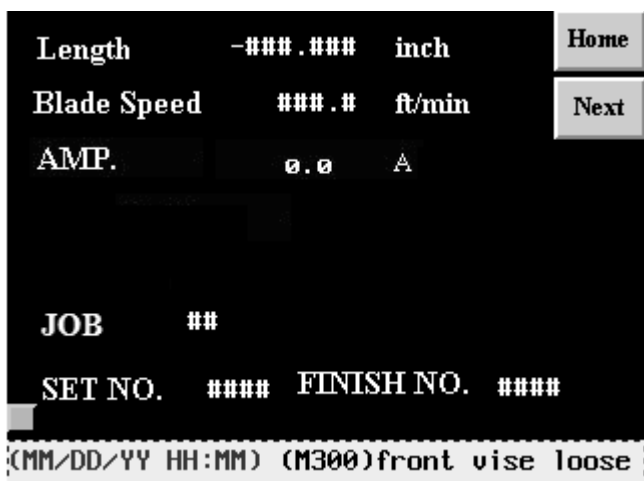 Length -###.### inch Home
Blade Speed ###.# ft/min Next
AMP. 0.0 A
JOB ##
SET NO. #### FINISH NO. ####
(MM/DD/YY HH:MM) (M300)front vise loose